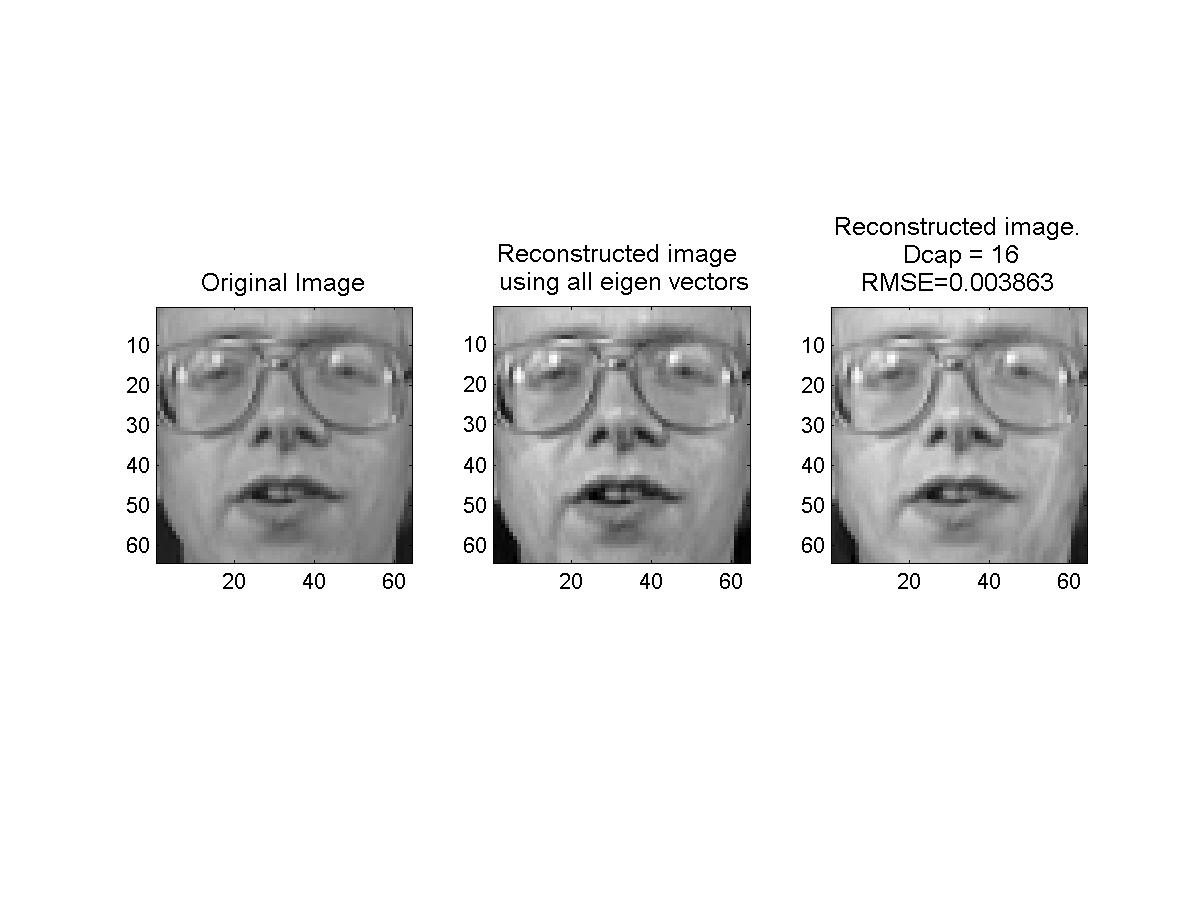 Original Image
10
20
30
40
50
60
20 40 60
Reconstructed image
using all eigen vectors
10
20
30
40
50
60
20 40 60
Reconstructed image.
Dcap = 16
RMSE=0.003863
10
20
30
40
50
60
20 40 60